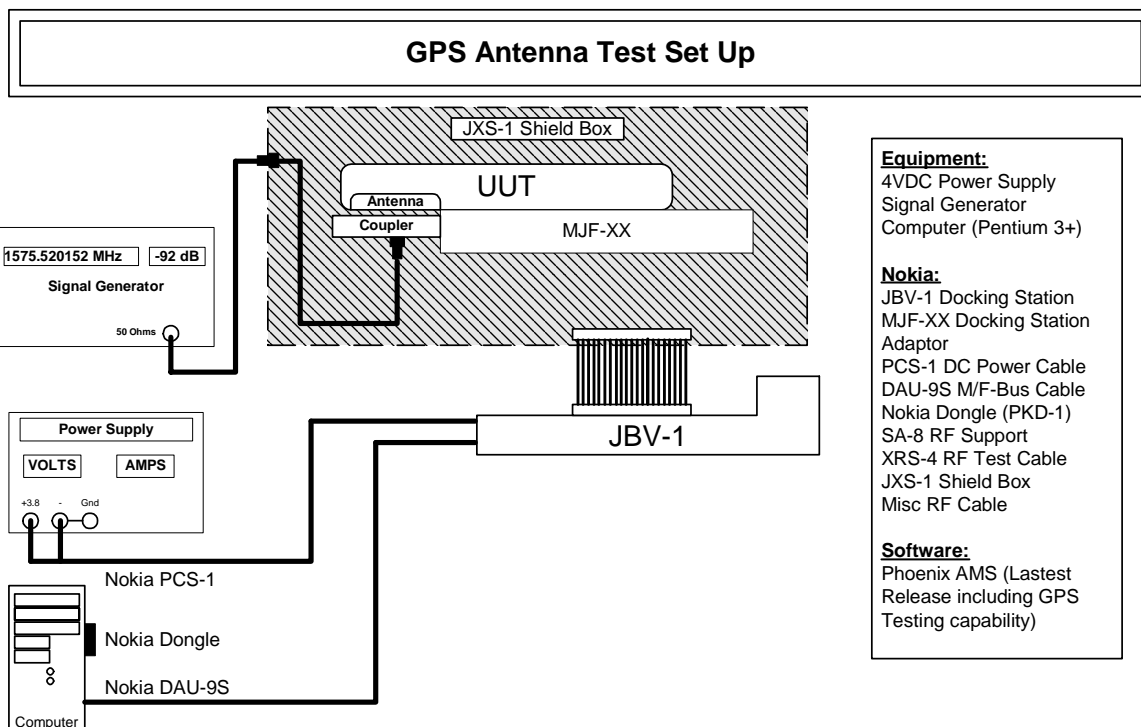 GPS Antenna Test Set Up
JXS-1 Shield Box
UUT
Antenna
Coupler
MJF-XX
1575.520152 MHz
-92 dB
Signal Generator
50 Ohms
JBV-1
Power Supply
VOLTS
AMPS
+3.8
-
Gnd
Nokia PCS-1
Nokia Dongle
Nokia DAU-9S
Computer
Equipment:
4VDC Power Supply
Signal Generator
Computer (Pentium 3+)
Nokia:
JBV-1 Docking Station
MJF-XX Docking Station
Adaptor
PCS-1 DC Power Cable
DAU-9S M/F-Bus Cable
Nokia Dongle (PKD-1)
SA-8 RF Support
XRS-4 RF Test Cable
JXS-1 Shield Box
Misc RF Cable
Software:
Phoenix AMS (Lastest
Release including GPS
Testing capability)